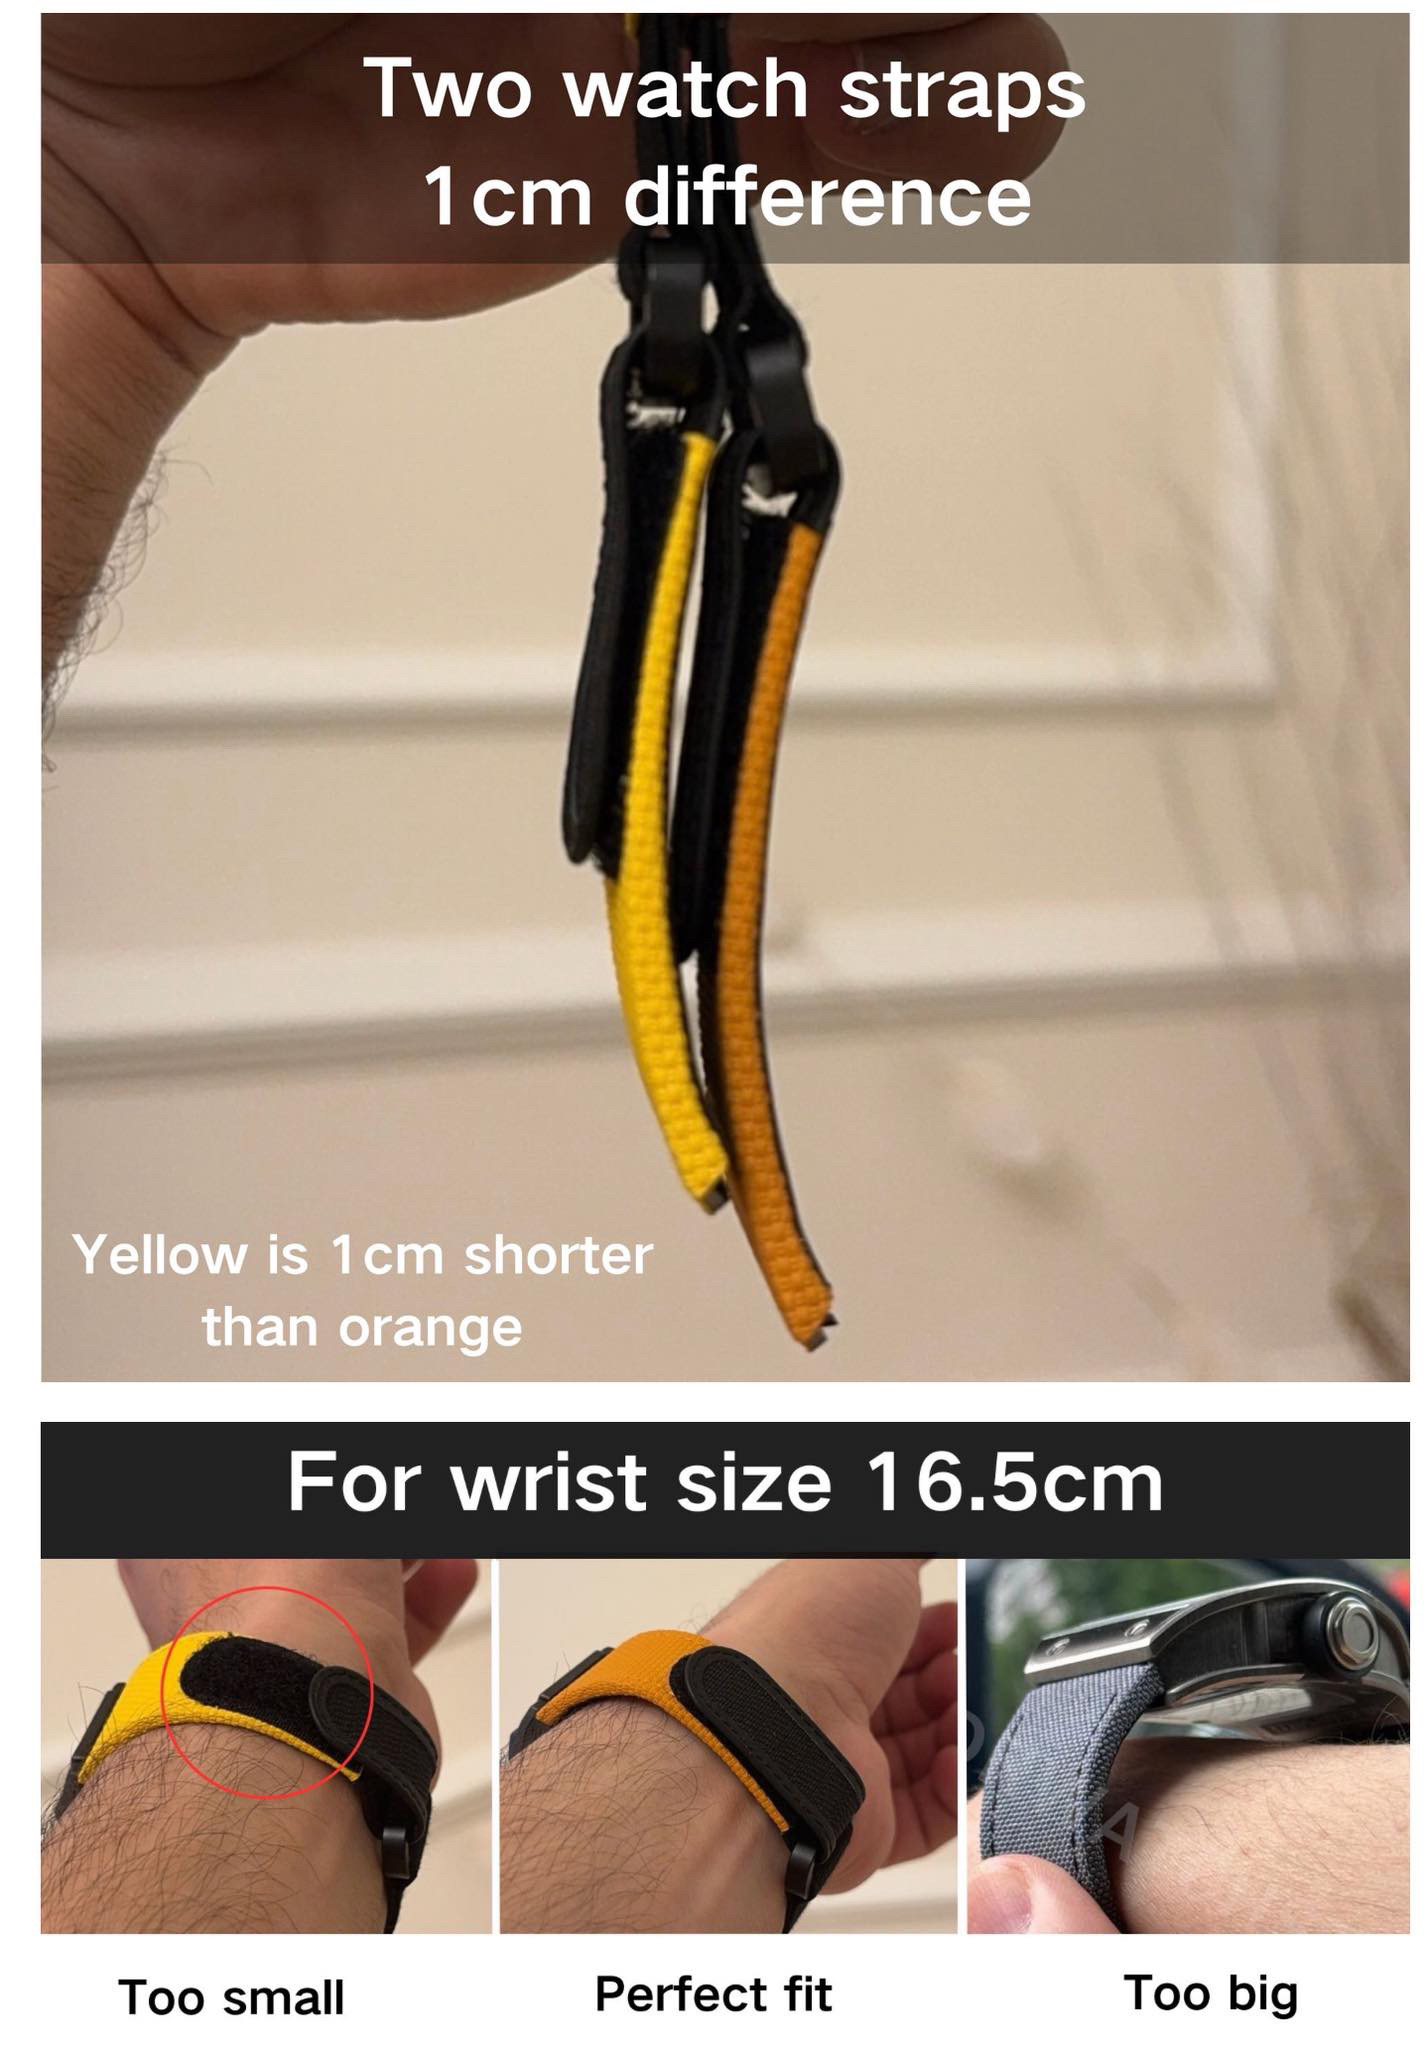 Two watch straps
1cm difference
Yellow is 1cm shorter
than orange
For wrist size 16.5cm
Too small
Perfect fit
Too big